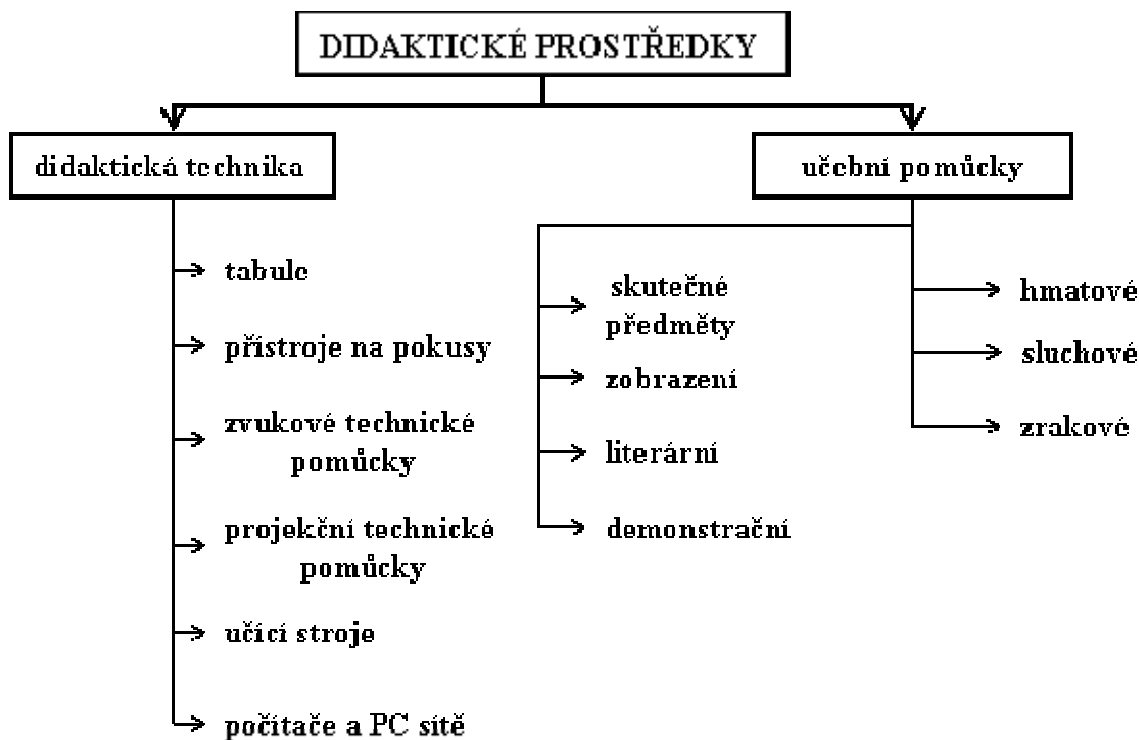 DIDAKTICKÉ PROSTŘEDKY
didaktická technika
tabule
přístroje na pokusy
zvukové technické
pomůcky
projekční technické
pomůcky
učící stroje
počítače a PC sítě
učební pomůcky
skutečné
předměty
zobrazení
literární
demonstrační
hmatové
sluchové
zrakové